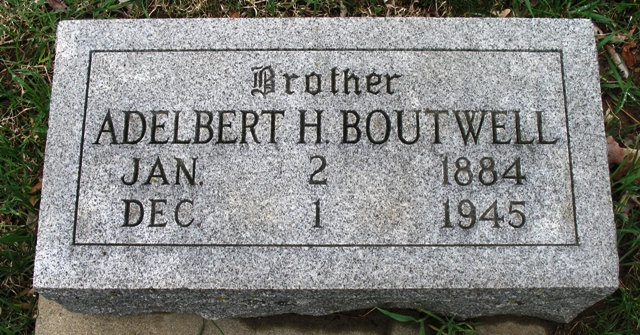 Brother
ADELBERT H. BOUTWELL
JAN. 2 1884
DEC. 1 1945